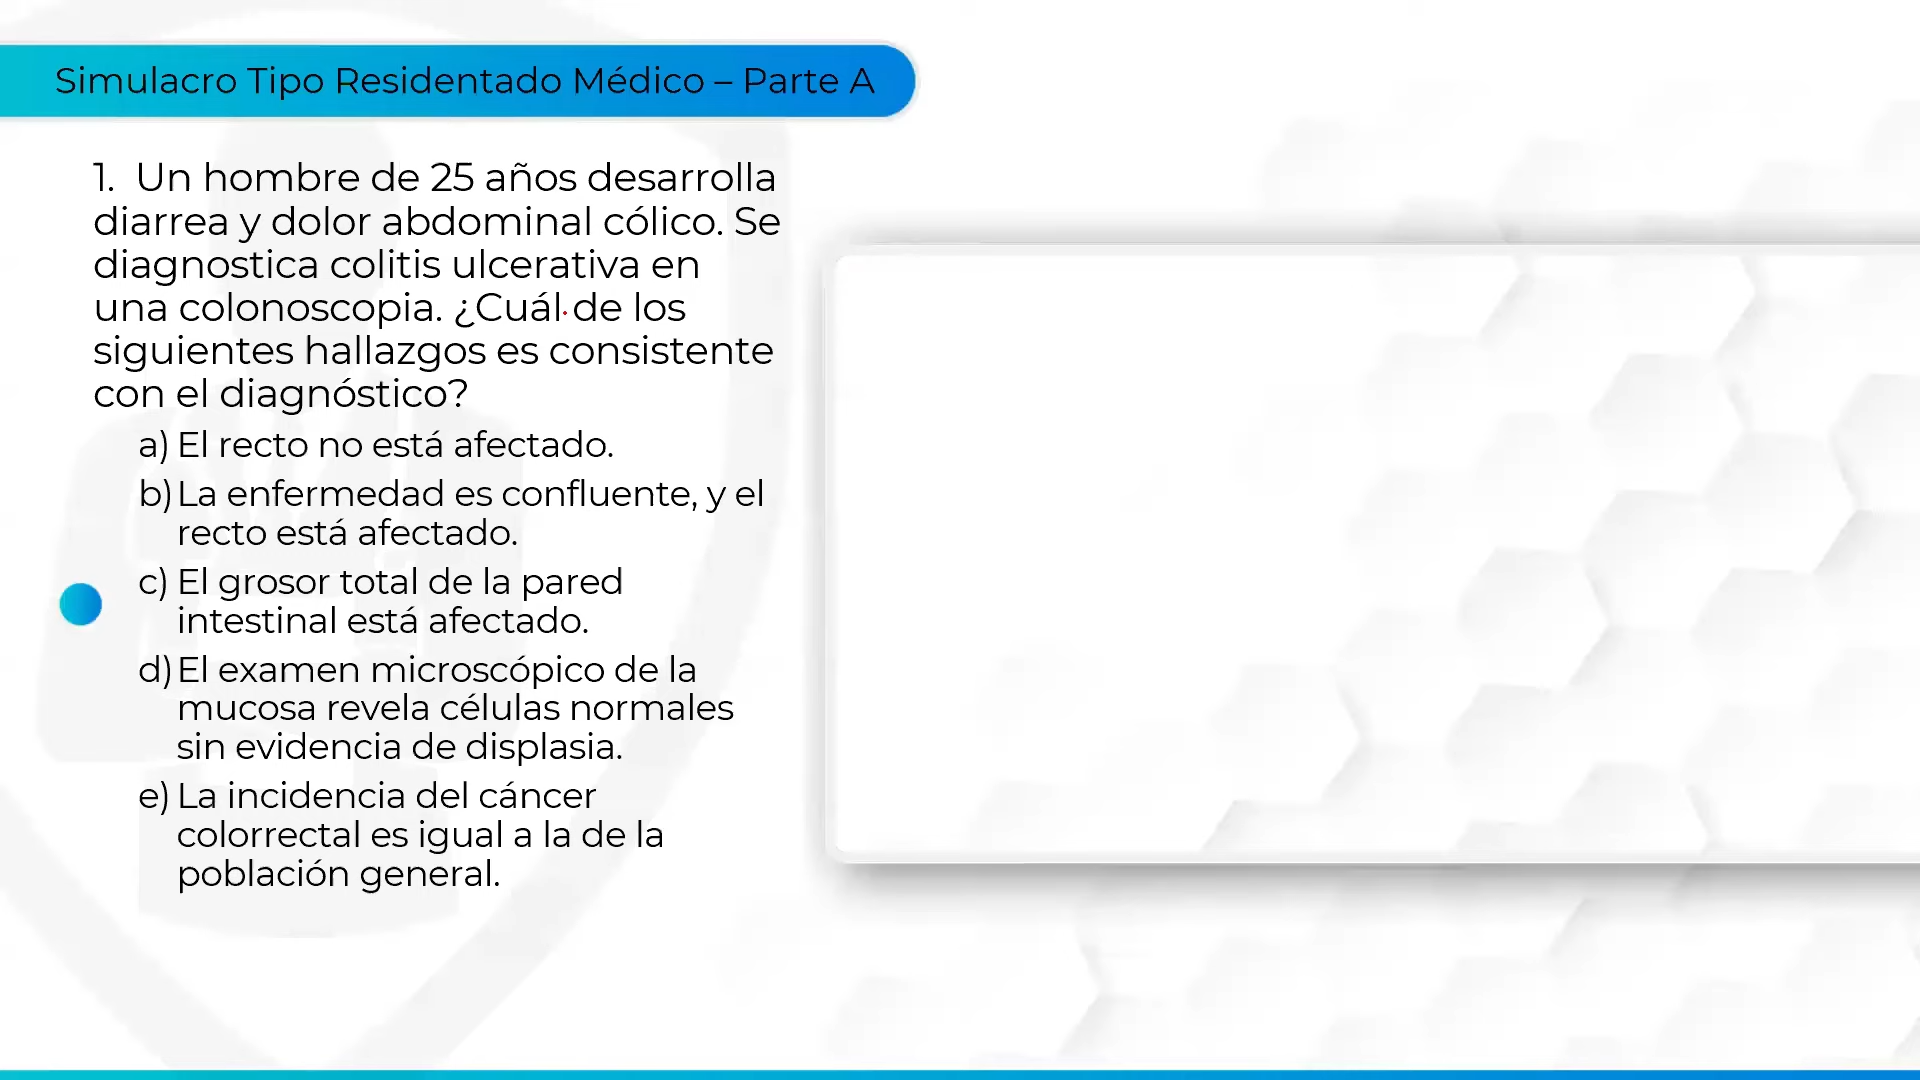 Simulacro Tipo Residentado Médico – Parte A
1. Un hombre de 25 años desarrolla
diarrea y dolor abdominal cólico. Se
diagnostica colitis ulcerativa en
una colonoscopia. ¿Cuál de los
siguientes hallazgos es consistente
con el diagnóstico?
a) El recto no está afectado.
b) La enfermedad es confluente, y el
recto está afectado.
c) El grosor total de la pared
intestinal está afectado.
d) El examen microscópico de la
mucosa revela células normales
sin evidencia de displasia.
e) La incidencia del cáncer
colorrectal es igual a la de la
población general.